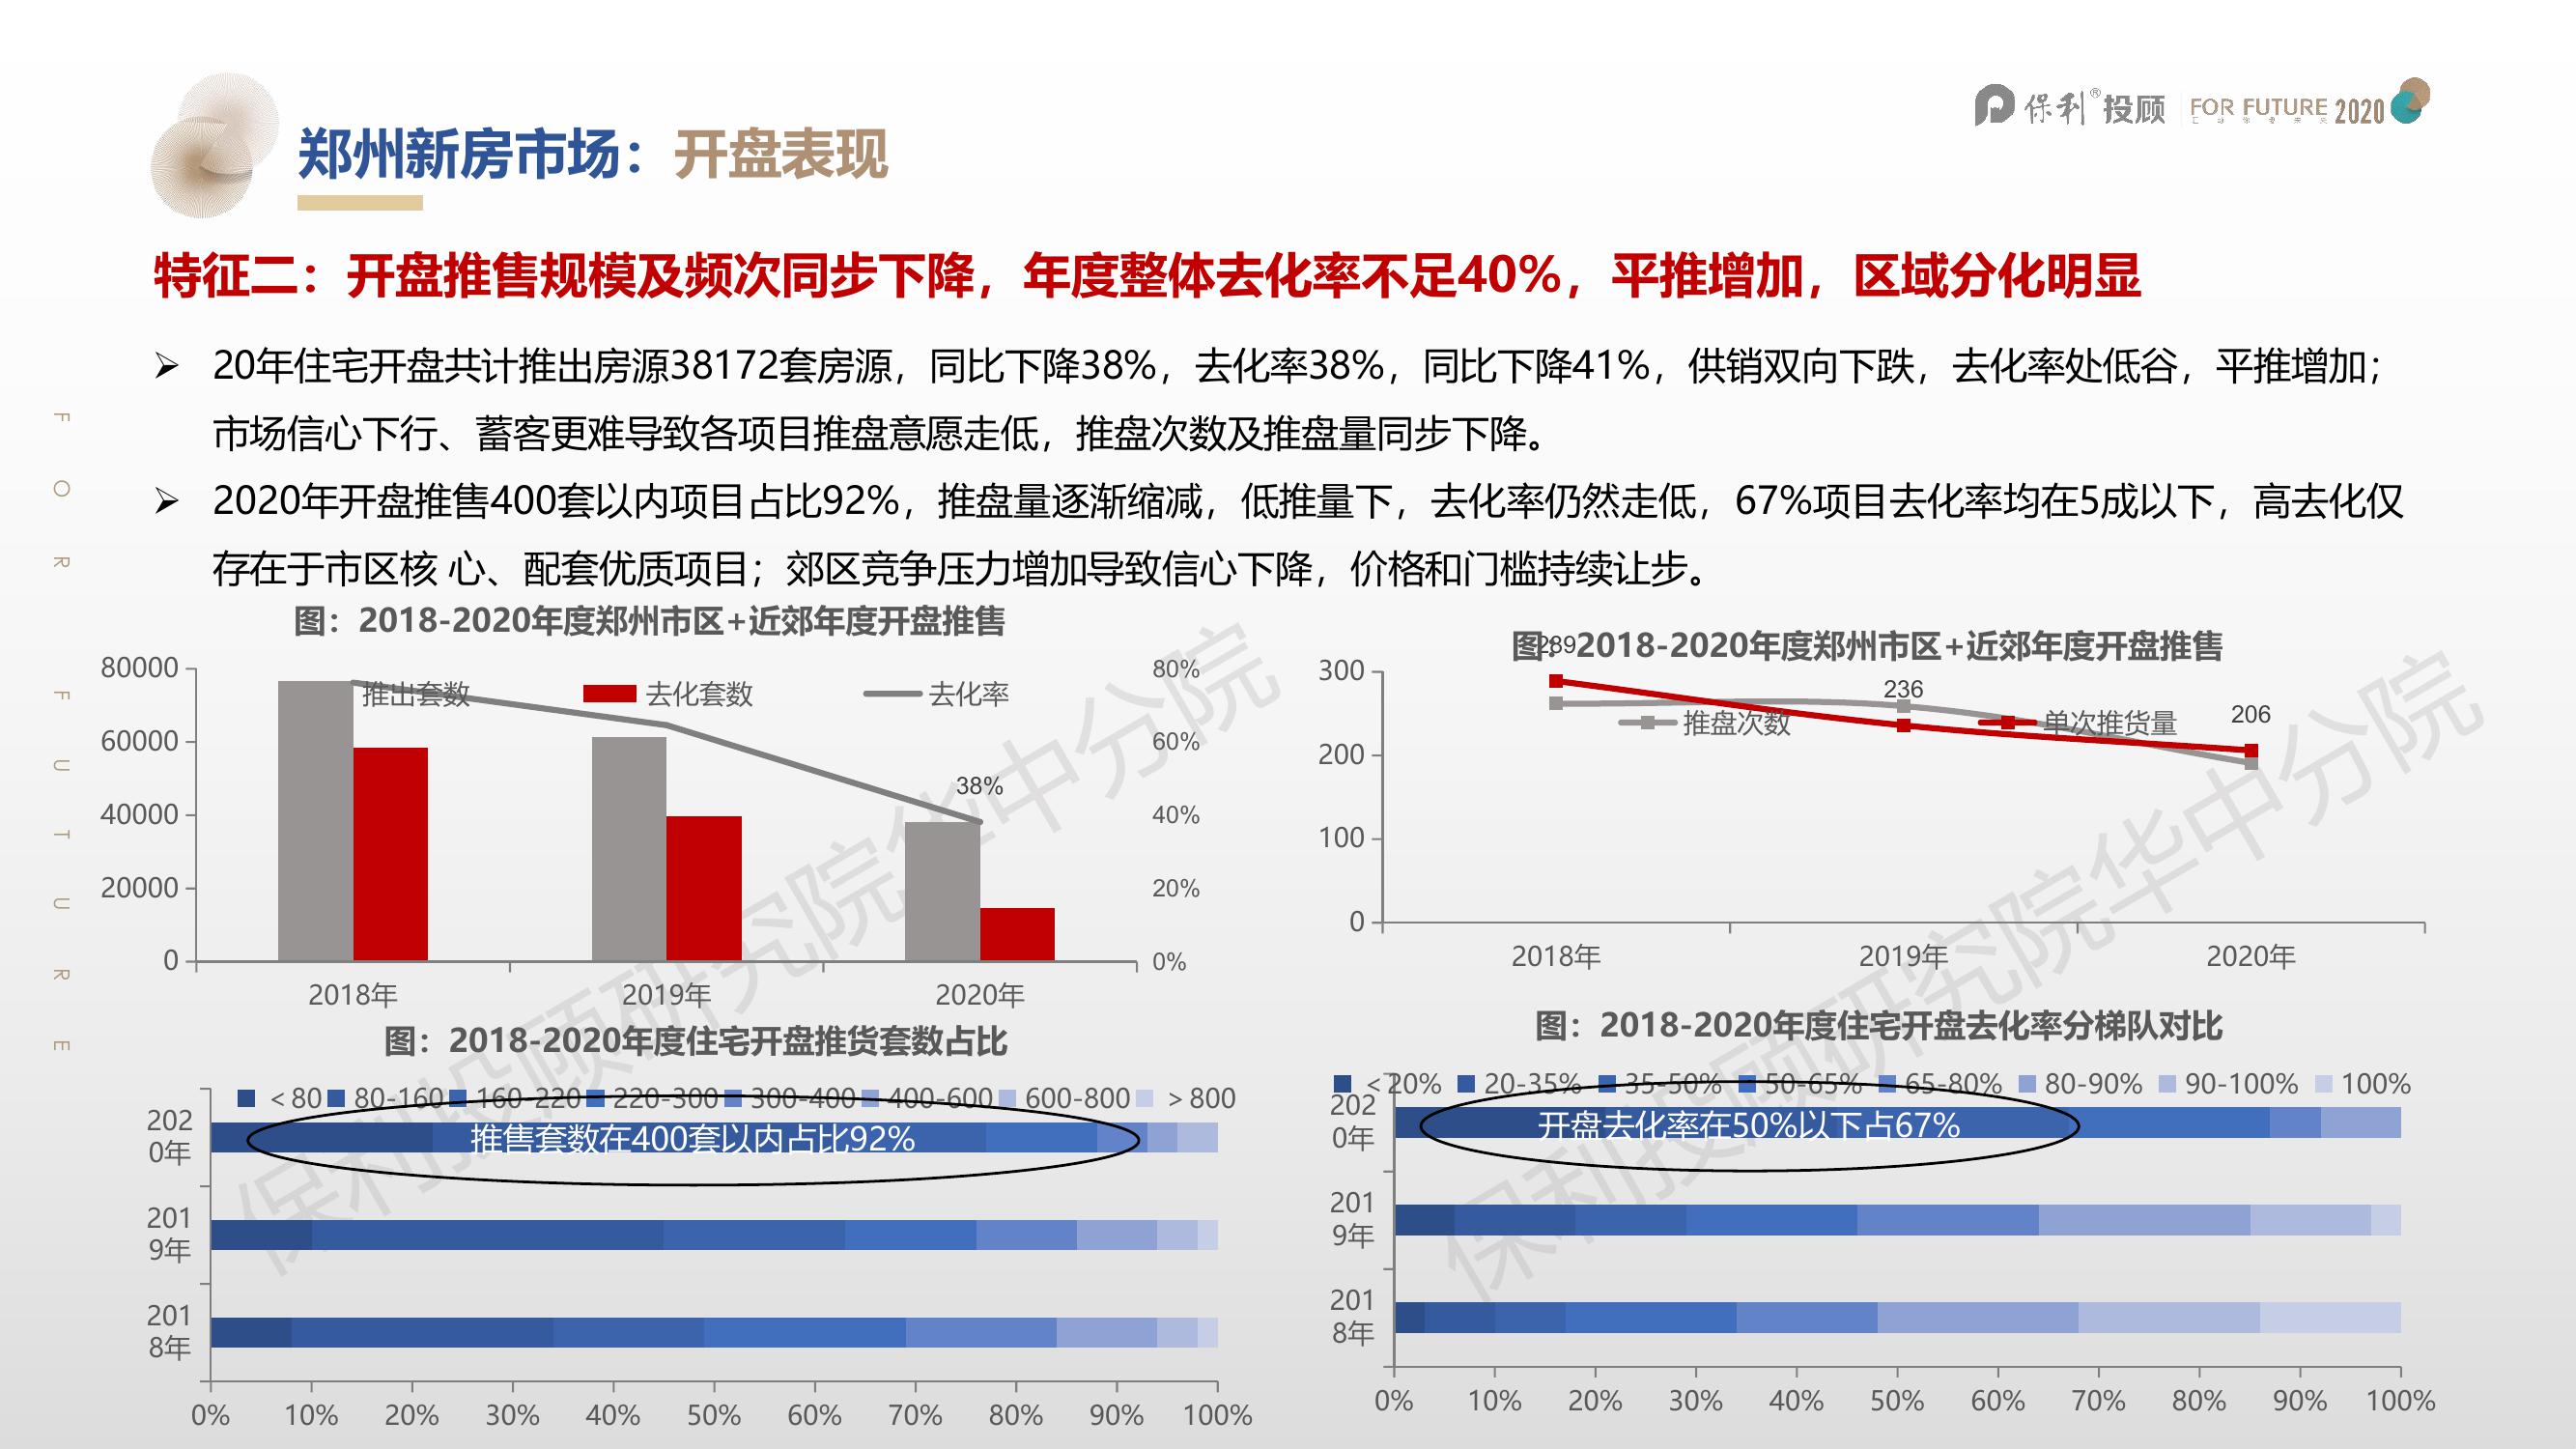 保利®投顾 FOR FUTURE 2020
郑州新房市场：开盘表现
特征二：开盘推售规模及频次同步下降，年度整体去化率不足40%，平推增加，区域分化明显
20年住宅开盘共计推出房源38172套房源，同比下降38%，去化率38%，同比下降41%，供销双向下跌，去化率处低谷，平推增加；
市场信心下行、蓄客更难导致各项目推盘意愿走低，推盘次数及推盘量同步下降。
2020年开盘推售400套以内项目占比92%，推盘量逐渐缩减，低推量下，去化率仍然走低，67%项目去化率均在5成以下，高去化仅
存在于市区核 心、配套优质项目；郊区竞争压力增加导致信心下降，价格和门槛持续让步。
FOR FUTURE
图：2018-2020年度郑州市区+近郊年度开盘推售
80000
60000
40000
20000
0
推出套数 去化套数 去化率
38%
80%
60%
40%
20%
0%
2018年 2019年 2020年
图：2018-2020年度郑州市区+近郊年度开盘推售
300
200
100
0
289
236
206
推盘次数 单次推货量
2018年 2019年 2020年
图：2018-2020年度住宅开盘推货套数占比
＜80 80-160 160-220 220-300 300-400 400-600 600-800 ＞800
202
0年
推售套数在400套以内占比92%
201
9年
201
8年
0% 10% 20% 30% 40% 50% 60% 70% 80% 90% 100%
图：2018-2020年度住宅开盘去化率分梯队对比
＜20% 20-35% 35-50% 50-65% 65-80% 80-90% 90-100% 100%
202
0年
开盘去化率在50%以下占67%
201
9年
201
8年
0% 10% 20% 30% 40% 50% 60% 70% 80% 90% 100%
保利投顾研究院华中分院
保利投顾研究院华中分院